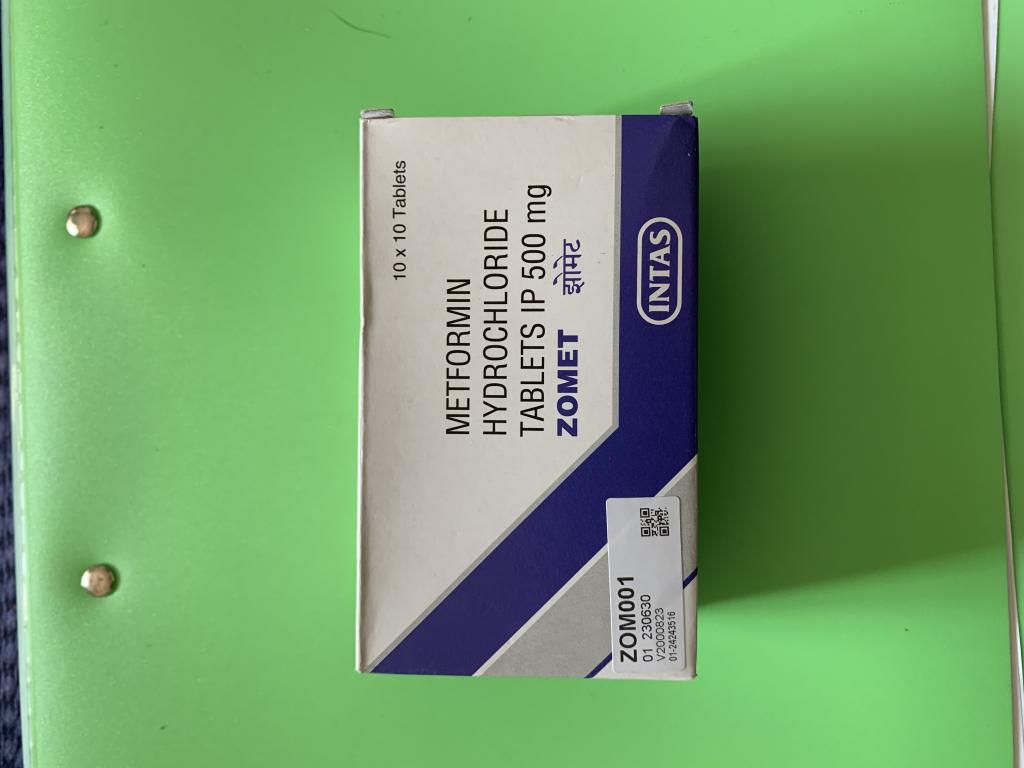 10 x 10 Tablets
METFORMIN
HYDROCHLORIDE
TABLETS IP 500 mg
ZOMET झोमेट
INTAS
ZOM001
01 230630
V2000823
01-24243516